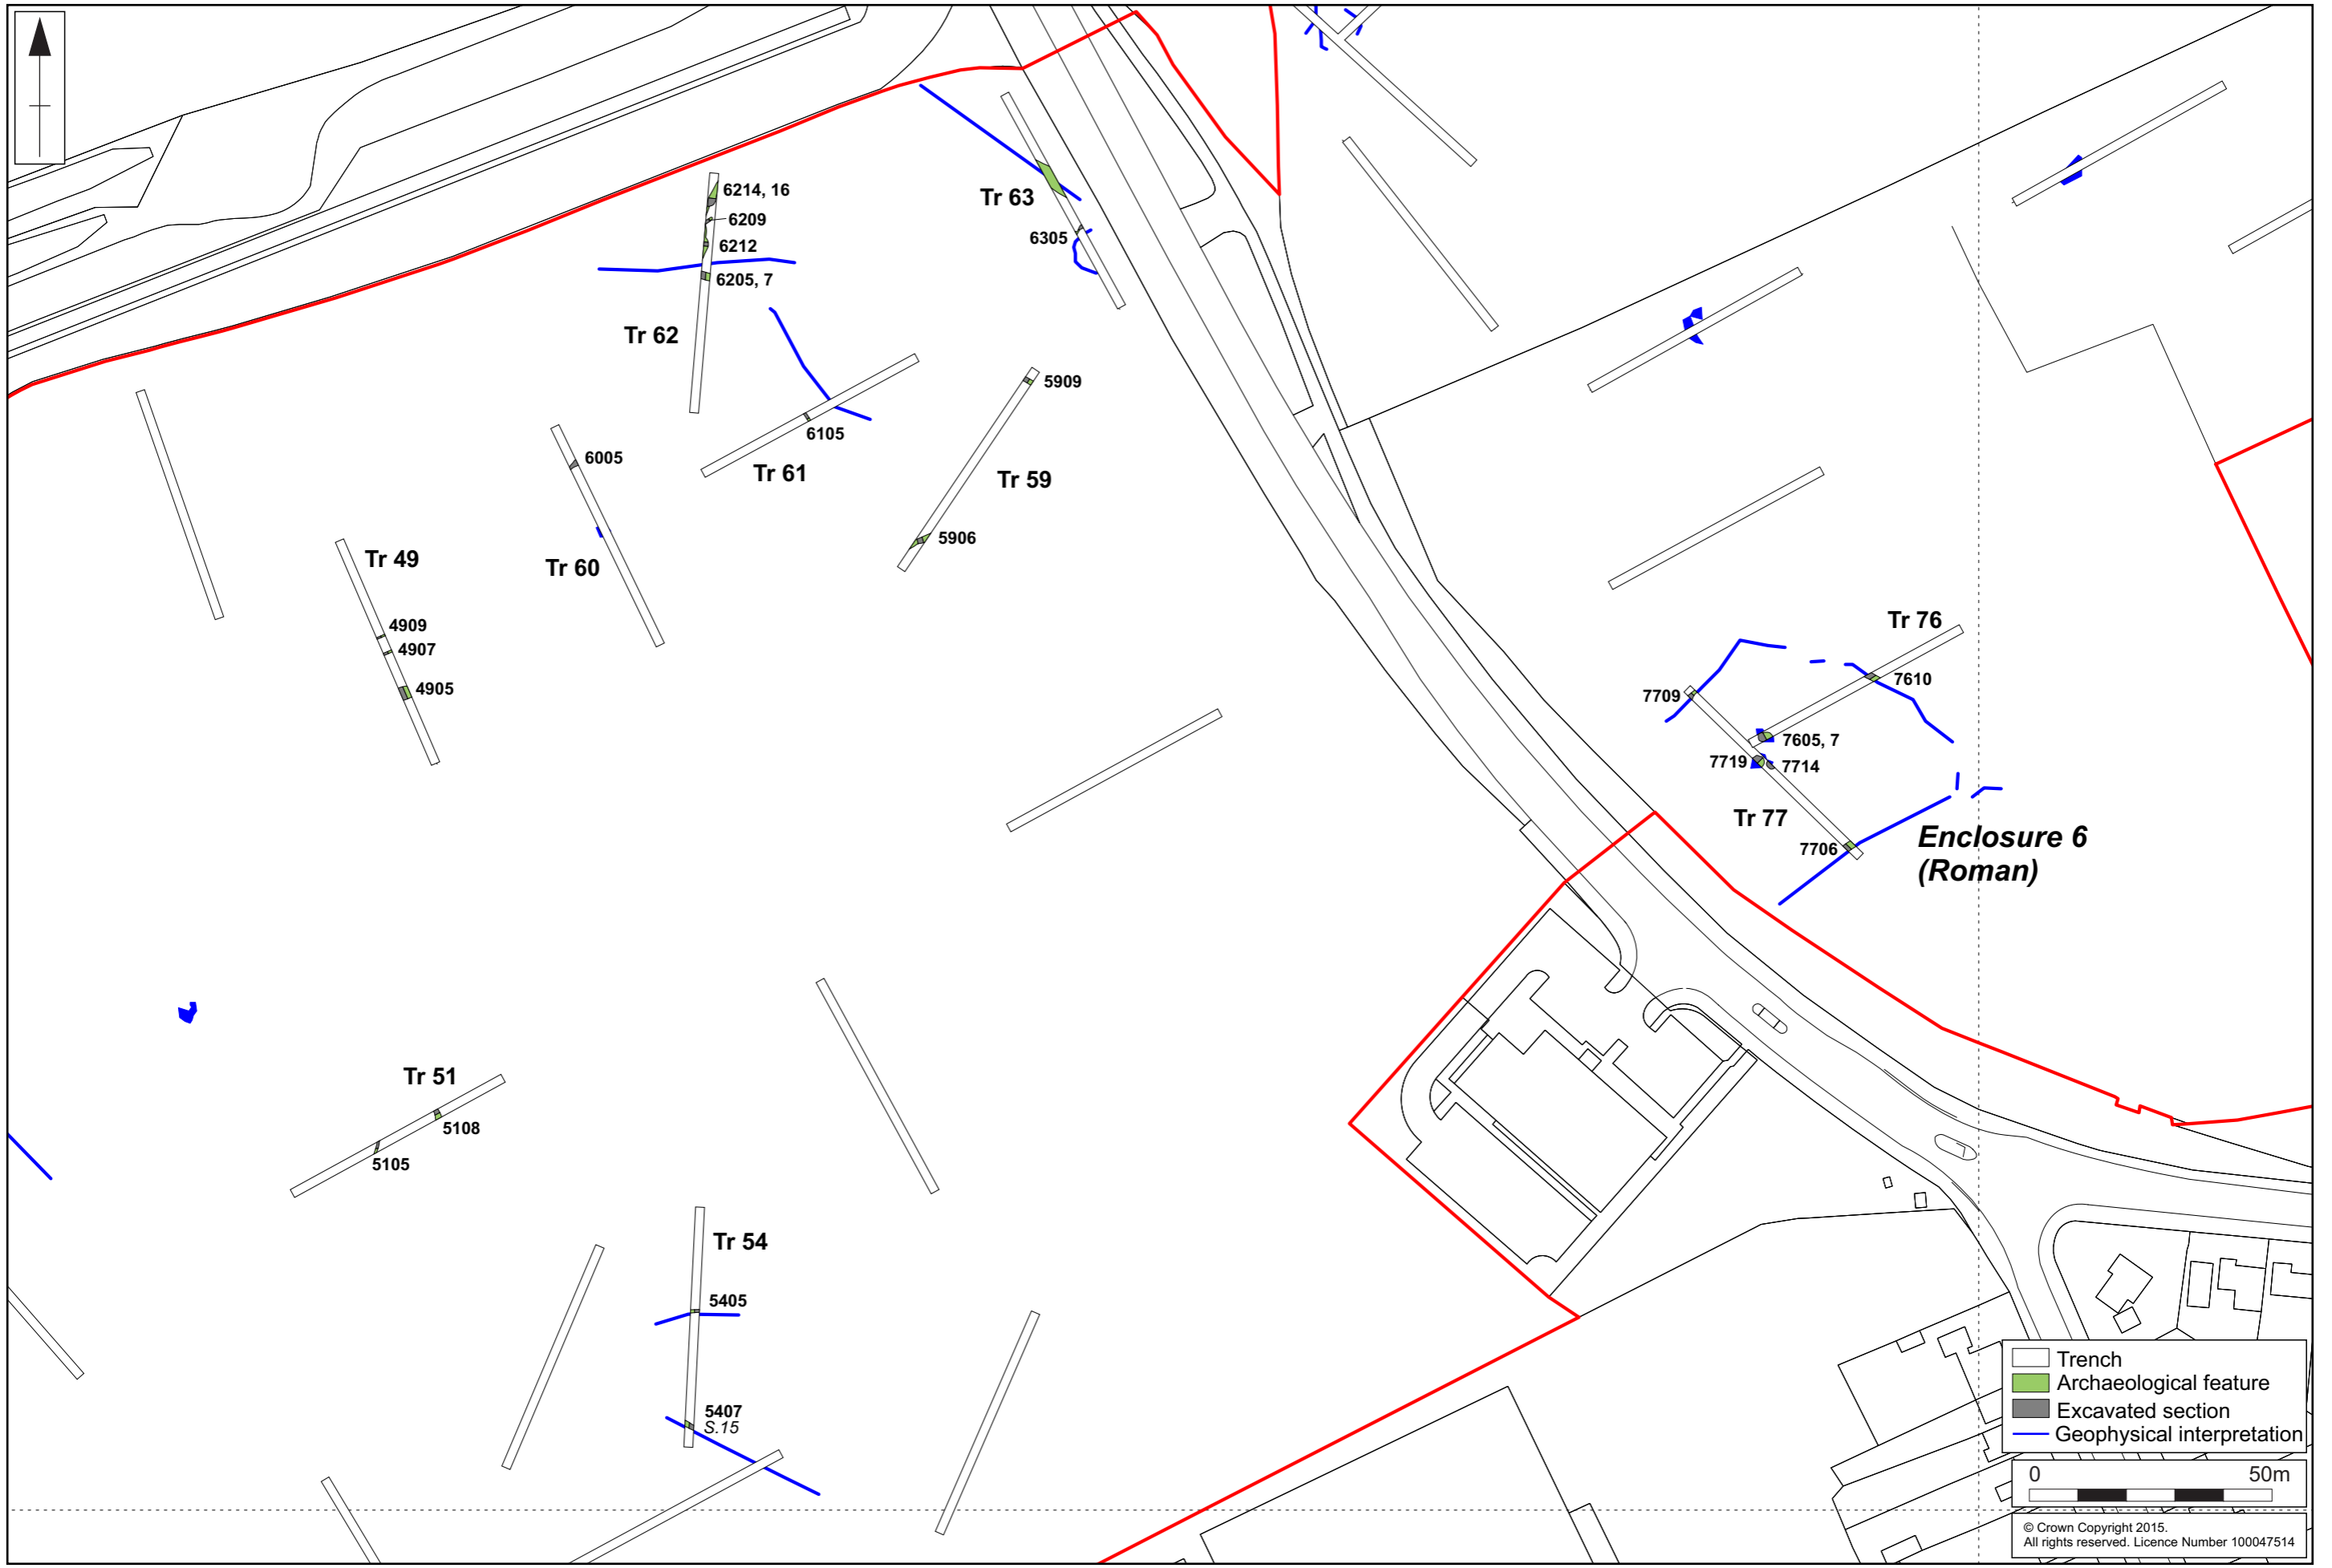 6214, 16
6209
6212
6205, 7
Tr 62
Tr 63
6305
5909
6105
Tr 61
6005
Tr 59
5906
Tr 60
Tr 49
4909
4907
4905
Tr 76
7610
7709
7605, 7
7719
7714
Tr 77
7706
Enclosure 6
(Roman)
Tr 51
5108
5105
Tr 54
5405
5407
S.15
Trench
Archaeological feature
Excavated section
Geophysical interpretation
0 50m
© Crown Copyright 2015.
All rights reserved. Licence Number 100047514